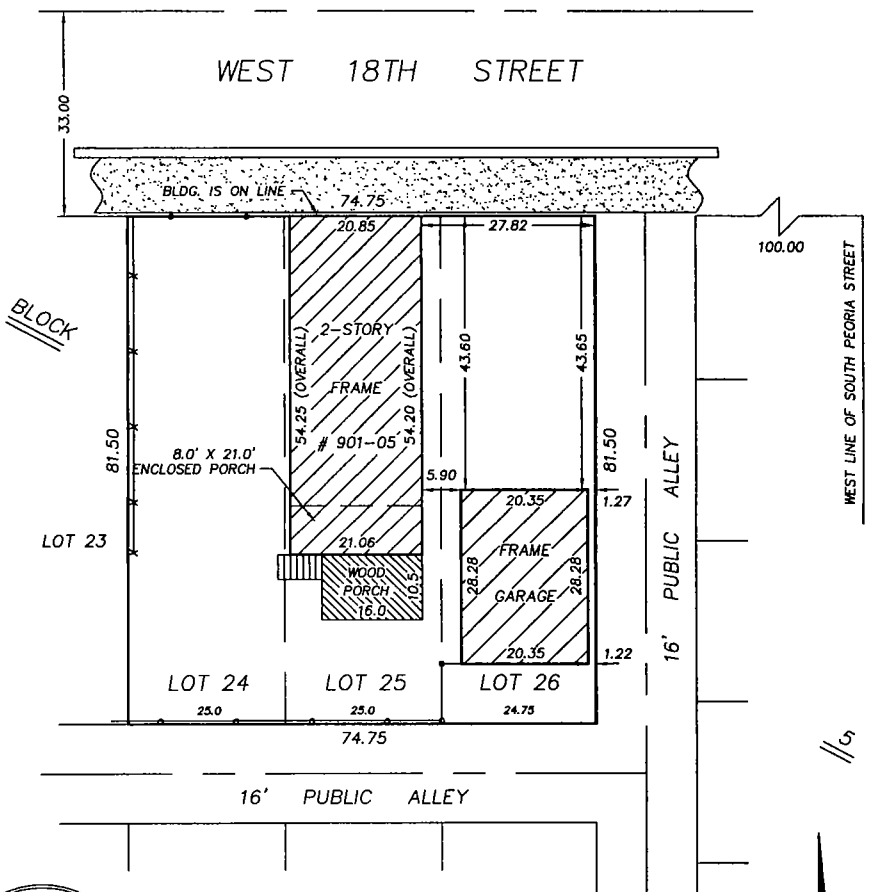 WEST 18TH STREET
33.00
BLDG. IS ON LINE
74.75
20.85
27.82
100.00
WEST LINE OF SOUTH PEORIA STREET
BLOCK
2-STORY
FRAME
# 901-05
54.25 (OVERALL)
54.20 (OVERALL)
43.60
43.65
81.50
81.50
8.0' X 21.0'
ENCLOSED PORCH
5.90
20.35
1.27
LOT 23
21.06
WOOD
PORCH
10.5
16.0
FRAME
GARAGE
28.28
28.28
16' PUBLIC ALLEY
20.35
1.22
LOT 24
LOT 25
LOT 26
25.0
25.0
24.75
74.75
5
16' PUBLIC ALLEY